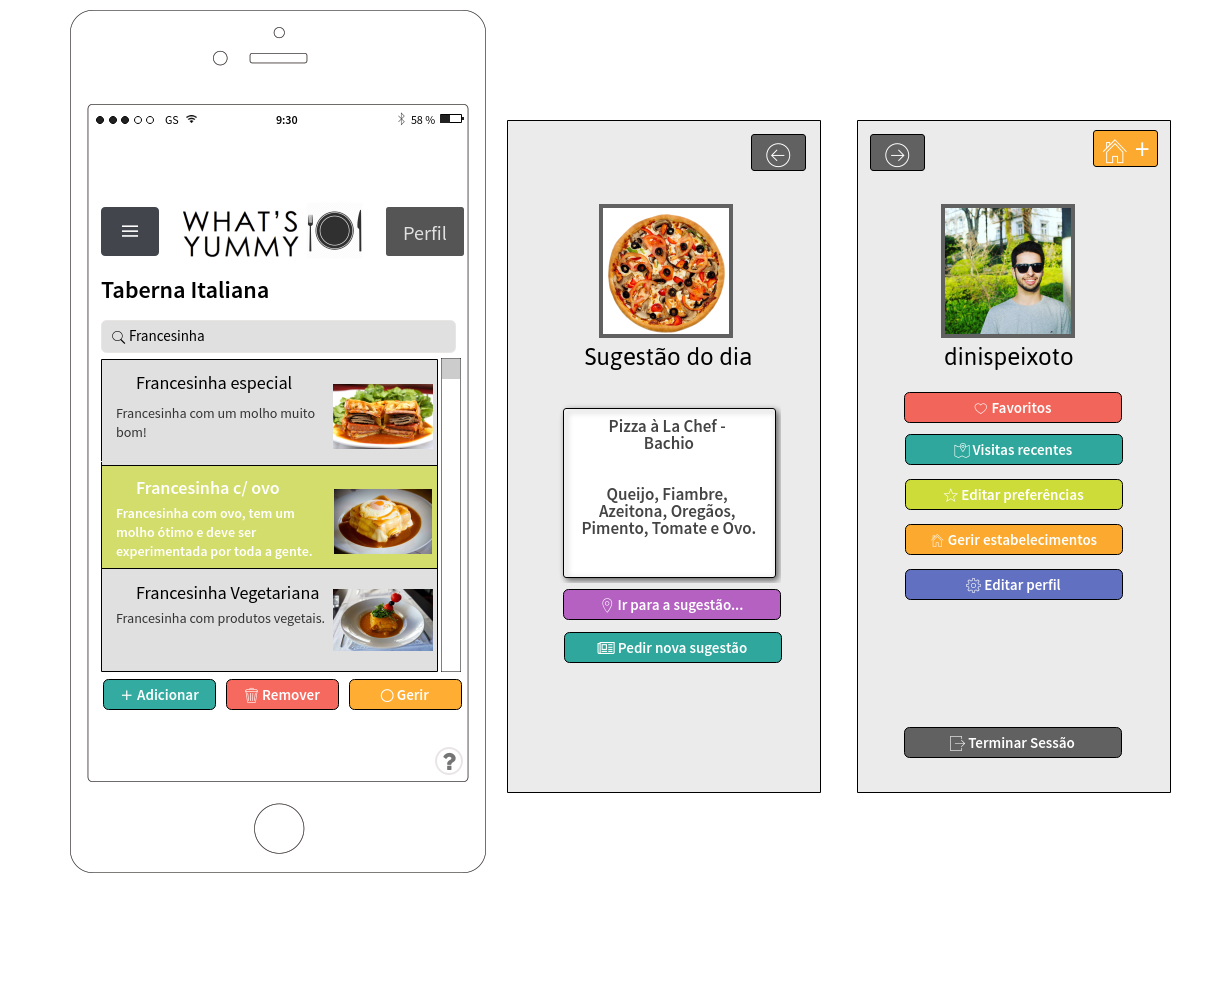 GS
9:30
58 %
WHAT'S
YUMMY
Perfil
Taberna Italiana
Francesinha
Francesinha especial
Francesinha com um molho muito
bom!
Francesinha c/ ovo
Francesinha com ovo, tem um
molho ótimo e deve ser
experimentada por toda a gente.
Francesinha Vegetariana
Francesinha com produtos vegetais.
+ Adicionar
Remover
Gerir
?
Sugestão do dia
Pizza à La Chef -
Bachio
Queijo, Fiambre,
Azeitona, Oregãos,
Pimento, Tomate e Ovo.
Ir para a sugestão...
Pedir nova sugestão
+
dinispeixoto
Favoritos
Visitas recentes
Editar preferências
Gerir estabelecimentos
Editar perfil
Terminar Sessão